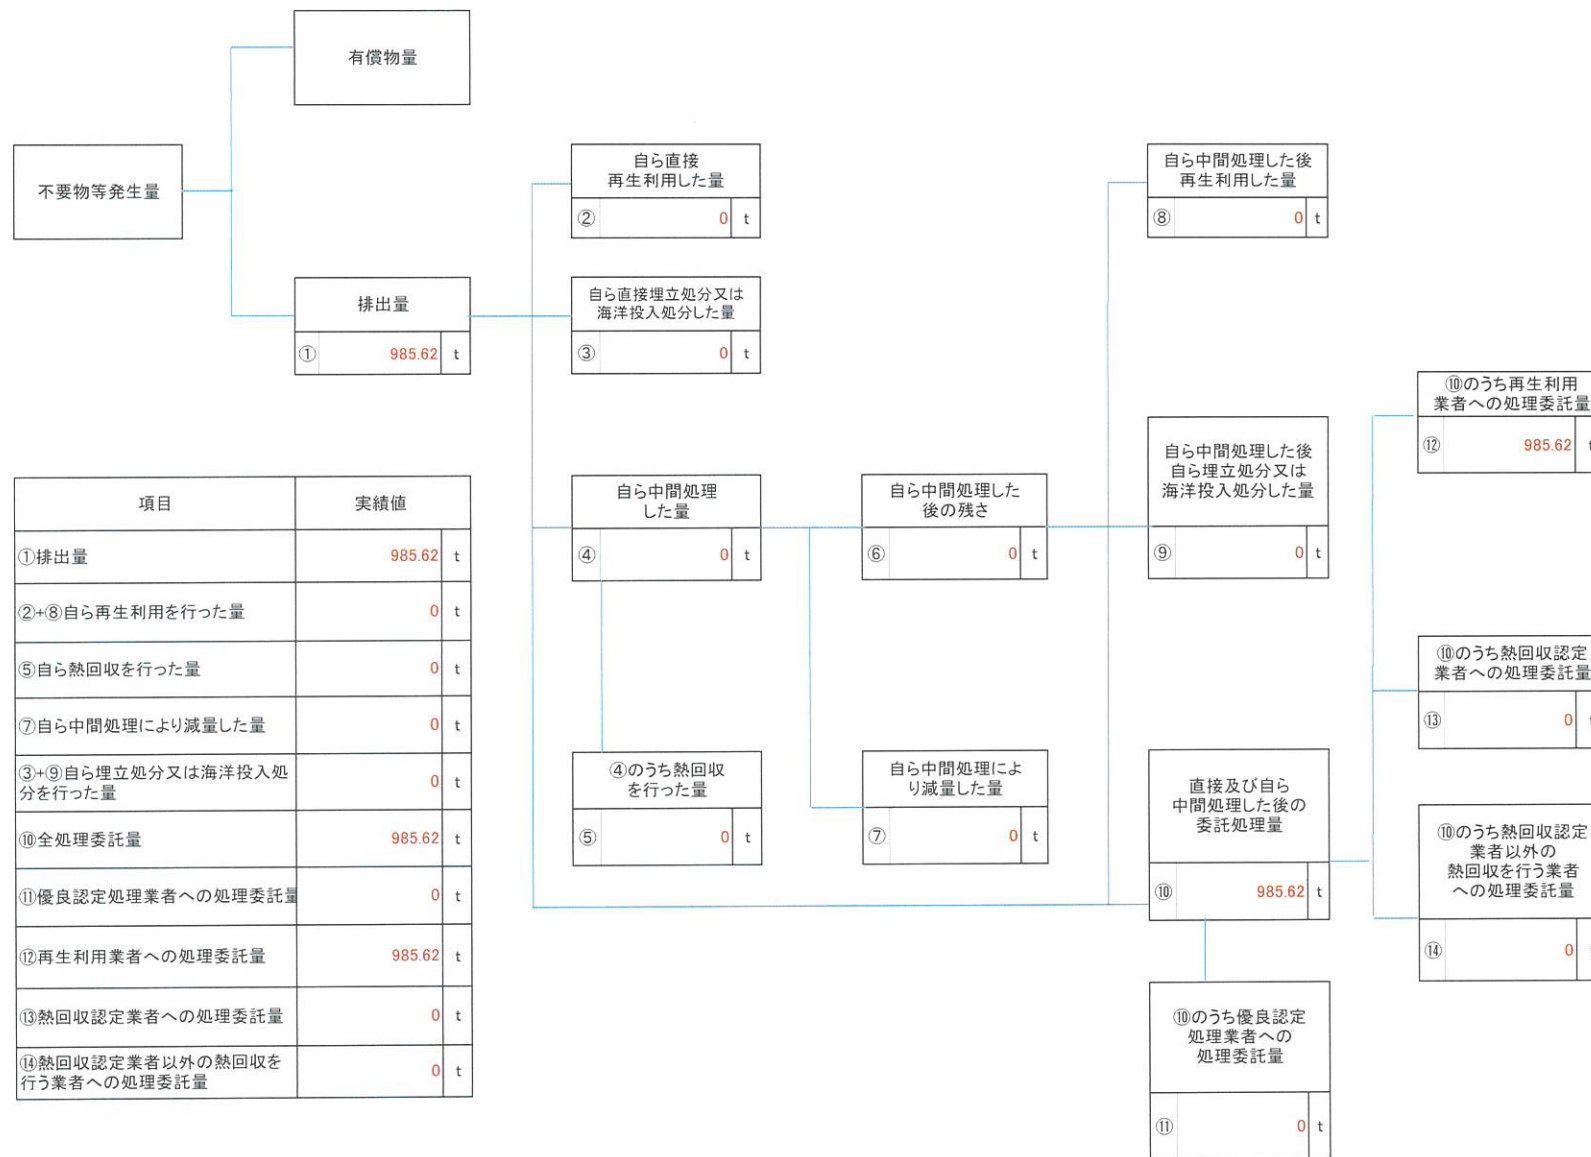 有償物量
不要物等発生量
排出量
① 985.62 t
自ら直接
再生利用した量
② 0 t
自ら直接埋立処分又は
海洋投入処分した量
③ 0 t
自ら中間処理
した量
④ 0 t
④のうち熱回収
を行った量
⑤ 0 t
自ら中間処理した
後の残さ
⑥ 0 t
自ら中間処理によ
り減量した量
⑦ 0 t
自ら中間処理した後
再生利用した量
⑧ 0 t
自ら中間処理した後
自ら埋立処分又は
海洋投入処分した量
⑨ 0 t
直接及び自ら
中間処理した後の
委託処理量
⑩ 985.62 t
⑩のうち優良認定
処理業者への
処理委託量
⑪ 0 t
⑩のうち再生利用
業者への処理委託量
⑫ 985.62 t
⑩のうち熱回収認定
業者への処理委託量
⑬ 0 t
⑩のうち熱回収認定
業者以外の
熱回収を行う業者
への処理委託量
⑭ 0
項目 実績値
①排出量 985.62 t
②+⑧自ら再生利用を行った量 0 t
⑤自ら熱回収を行った量 0 t
⑦自ら中間処理により減量した量 0 t
③+⑨自ら埋立処分又は海洋投入処
分を行った量 0 t
⑩全処理委託量 985.62 t
⑪優良認定処理業者への処理委託量 0 t
⑫再生利用業者への処理委託量 985.62 t
⑬熱回収認定業者への処理委託量 0 t
⑭熱回収認定業者以外の熱回収を
行う業者への処理委託量 0 t